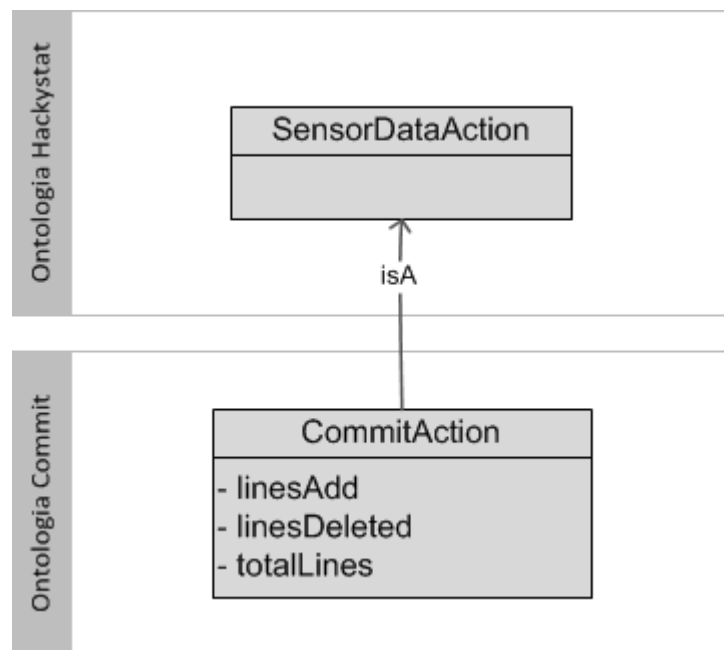 Ontologia Hackystat
SensorDataAction
isA
Ontologia Commit
CommitAction
- linesAdd
- linesDeleted
- totalLines